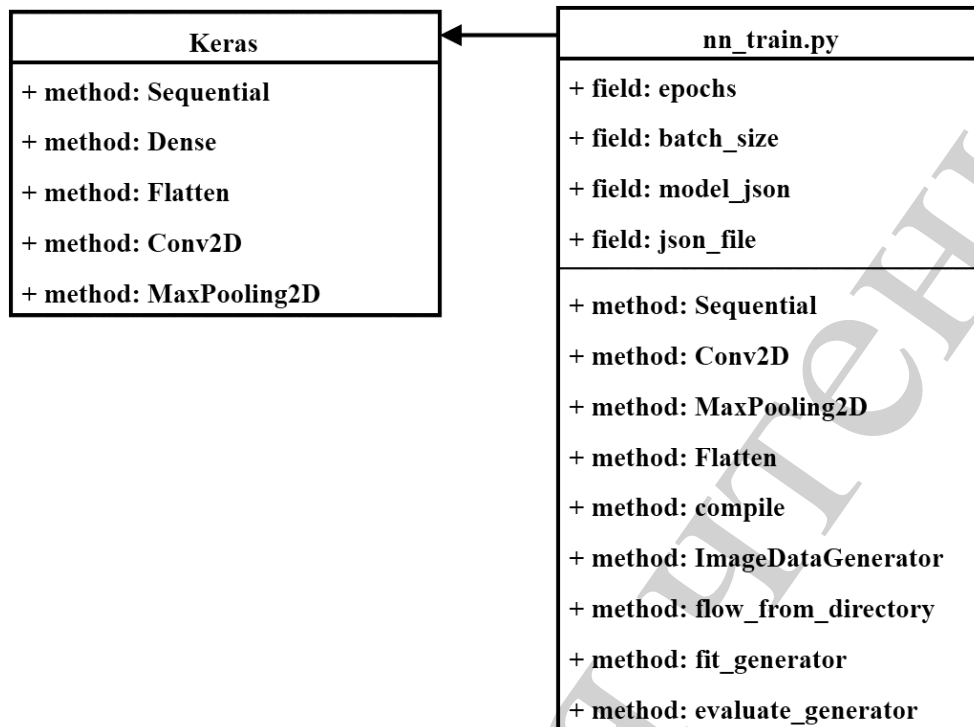 Keras
+ method: Sequential
+ method: Dense
+ method: Flatten
+ method: Conv2D
+ method: MaxPooling2D
nn_train.py
+ field: epochs
+ field: batch_size
+ field: model_json
+ field: json_file
+ method: Sequential
+ method: Conv2D
+ method: MaxPooling2D
+ method: Flatten
+ method: compile
+ method: ImageDataGenerator
+ method: flow_from_directory
+ method: fit_generator
+ method: evaluate_generator